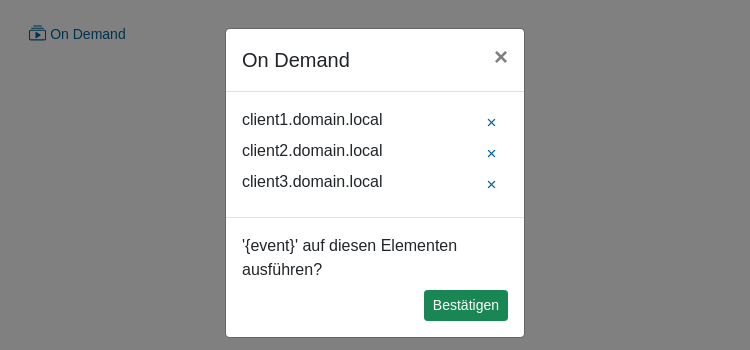 On Demand
On Demand
client1.domain.local
client2.domain.local
client3.domain.local
'{event}' auf diesen Elementen
ausführen?
Bestätigen